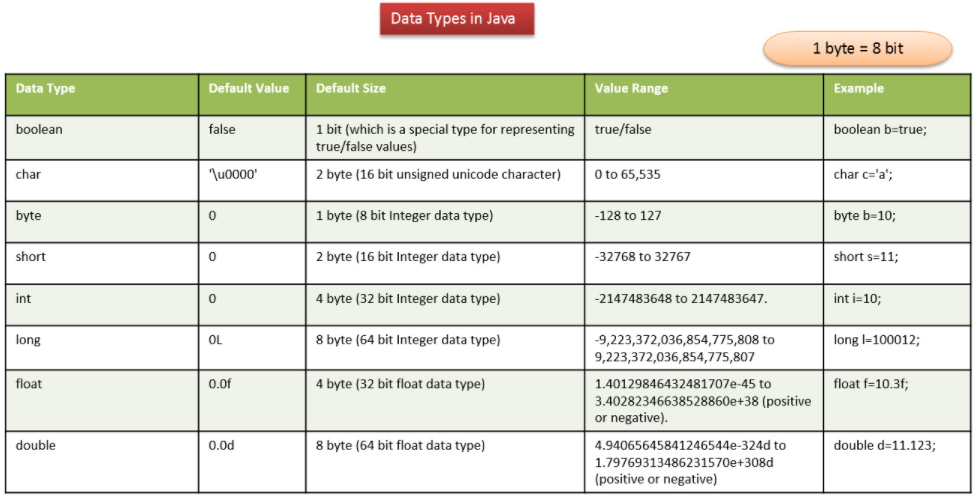 Data Types in Java
1 byte = 8 bit
Data Type Default Value Default Size Value Range Example
boolean false 1 bit (which is a special type for representing true/false boolean b=true;
true/false values)
char '\u0000' 2 byte (16 bit unsigned unicode character) 0 to 65,535 char c='a';
byte 0 1 byte (8 bit Integer data type) -128 to 127 byte b=10;
short 0 2 byte (16 bit Integer data type) -32768 to 32767 short s=11;
int 0 4 byte (32 bit Integer data type) -2147483648 to 2147483647. int i=10;
long 0L 8 byte (64 bit Integer data type) -9,223,372,036,854,775,808 to long l=100012;
9,223,372,036,854,775,807
float 0.0f 4 byte (32 bit float data type) 1.40129846432481707e-45 to float f=10.3f;
3.40282346638528860e+38 (positive
or negative).
double 0.0d 8 byte (64 bit float data type) 4.94065645841246544e-324d to double d=11.123;
1.79769313486231570e+308d
(positive or negative)